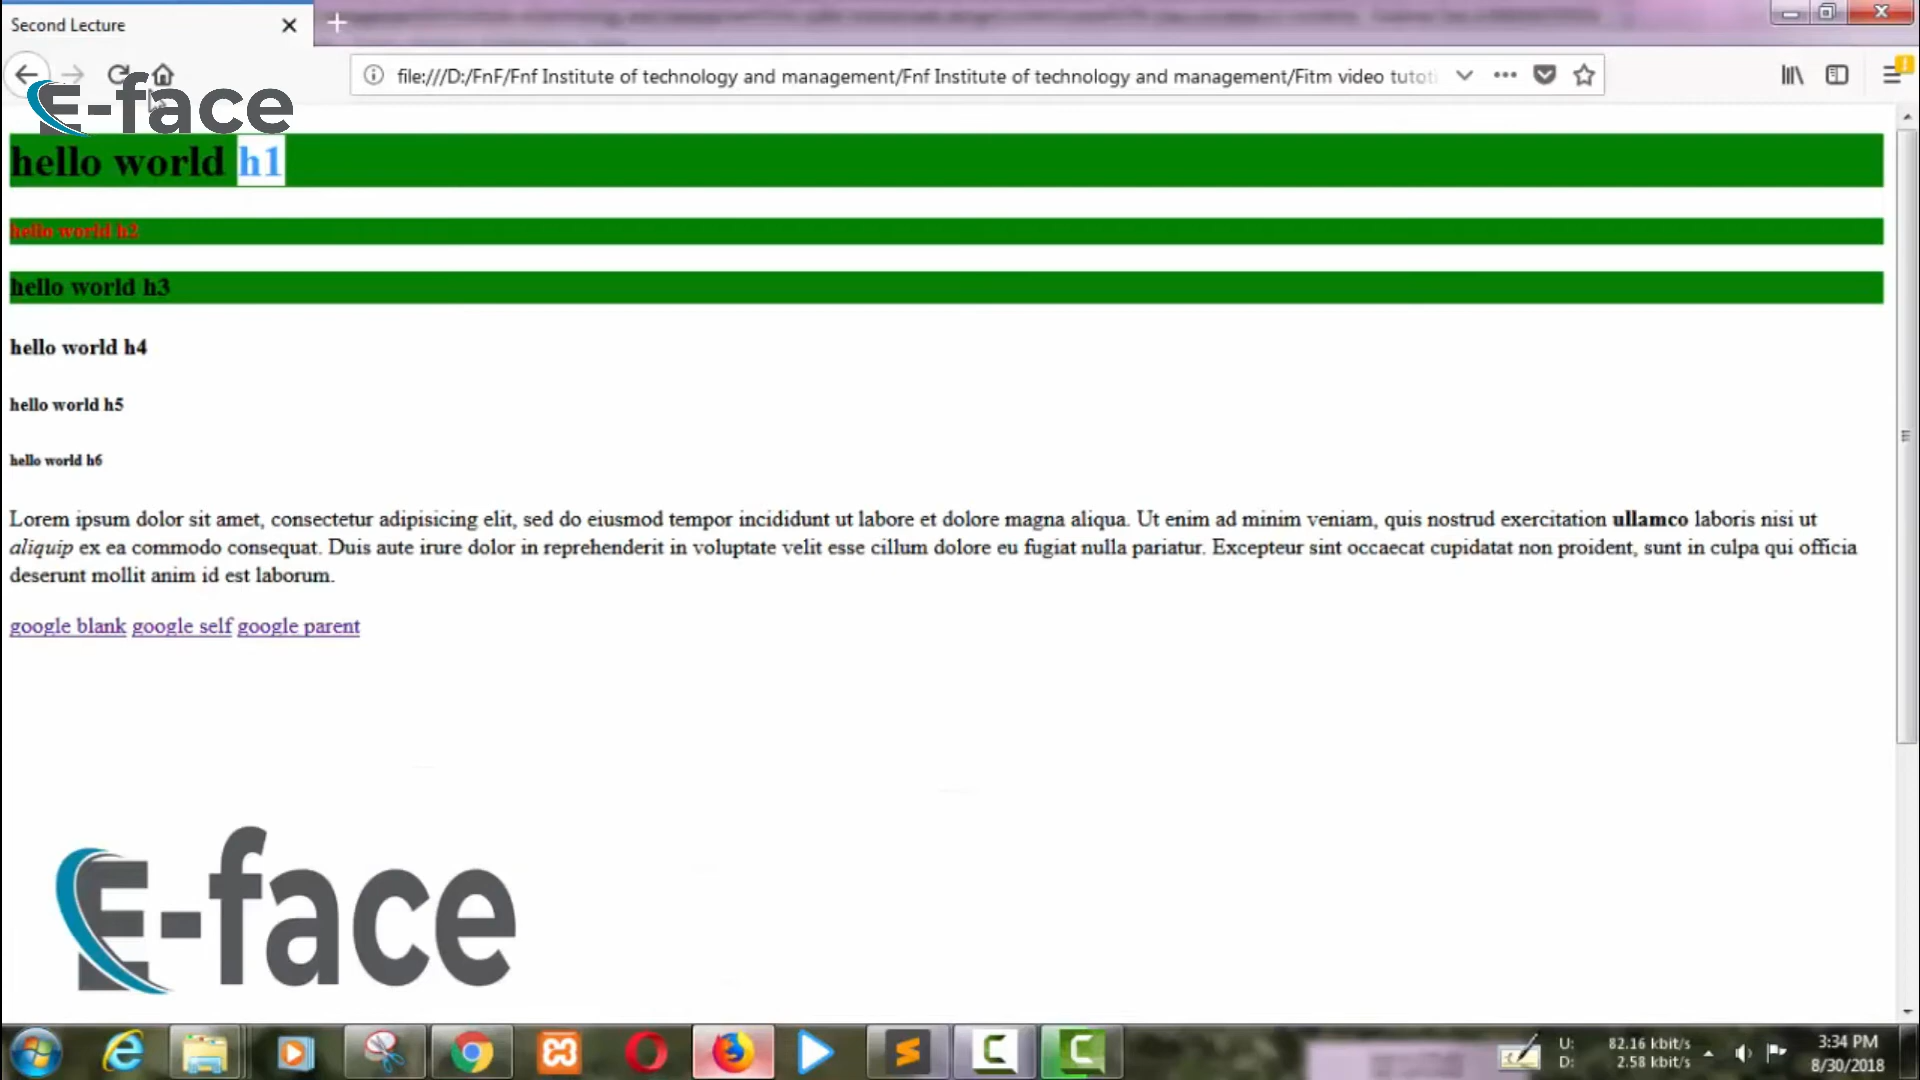 Second Lecture
file:///D:/FnF/Fnf Institute of technology and management/Fnf Institute of technology and management/Fitm video tutoti
E-face
hello world h1
hello world h2
hello world h3
hello world h4
hello world h5
hello world h6
Lorem ipsum dolor sit amet, consectetur adipisicing elit, sed do eiusmod tempor incididunt ut labore et dolore magna aliqua. Ut enim ad minim veniam, quis nostrud exercitation ullamco laboris nisi ut
aliquip ex ea commodo consequat. Duis aute irure dolor in reprehenderit in voluptate velit esse cillum dolore eu fugiat nulla pariatur. Excepteur sint occaecat cupidatat non proident, sunt in culpa qui officia
deserunt mollit anim id est laborum.
google blank google self google parent
E-face
U: 82.16 kbit/s
D: 2.58 kbit/s
3:34 PM
8/30/2018